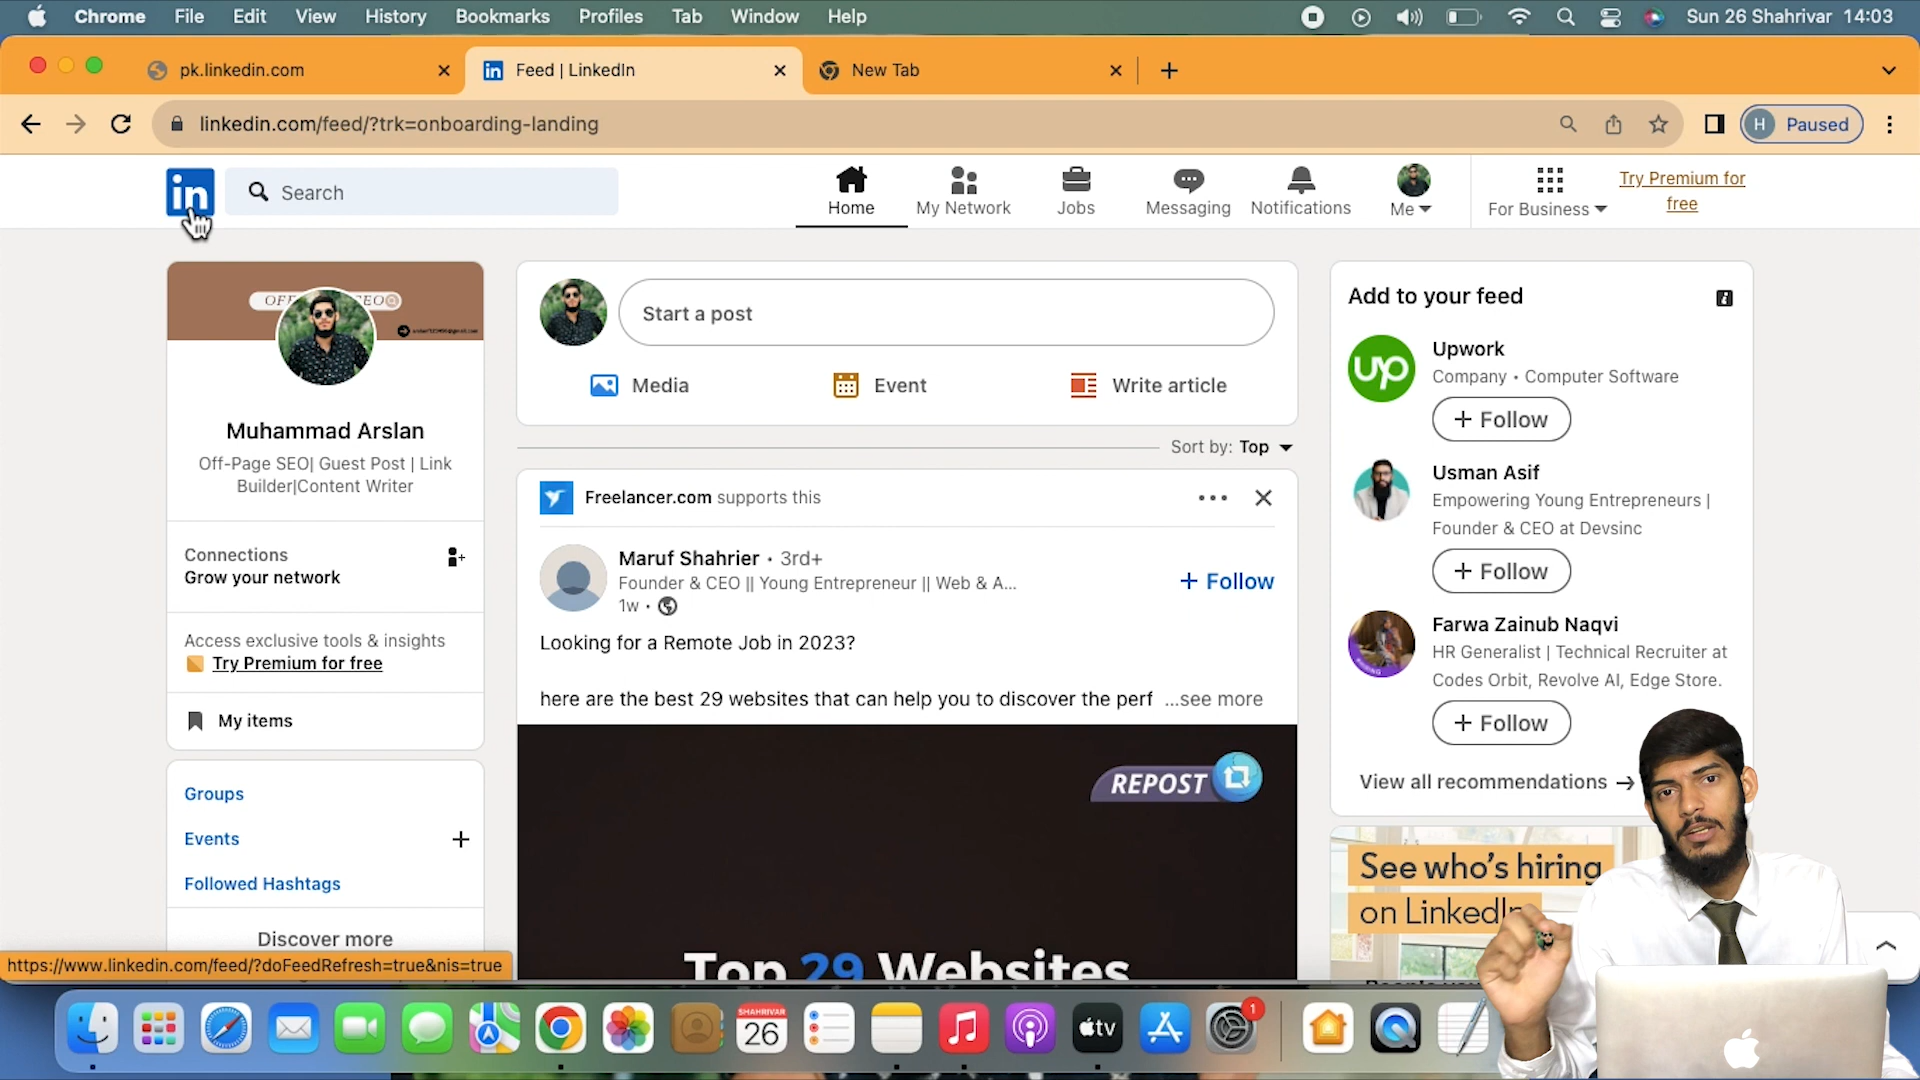 Chrome File Edit View History Bookmarks Profiles Tab Window Help
Sun 26 Shahrivar 14:03
pk.linkedin.com
Feed | LinkedIn
New Tab
linkedin.com/feed/?trk=onboarding-landing
H Paused
in
Search
Home
My Network
Jobs
Messaging
Notifications
Me
For Business
Try Premium for
free
Muhammad Arslan
Off-Page SEO| Guest Post | Link
Builder|Content Writer
Connections
Grow your network
Access exclusive tools & insights
Try Premium for free
My items
Groups
Events
Followed Hashtags
Discover more
https://www.linkedin.com/feed/?doFeedRefresh=true&nis=true
Start a post
Media
Event
Write article
Sort by: Top
Freelancer.com supports this
Maruf Shahrier • 3rd+
Founder & CEO || Young Entrepreneur || Web & A...
1w •
+ Follow
Looking for a Remote Job in 2023?
here are the best 29 websites that can help you to discover the perf ...see more
REPOST
Top 29 Websites
Add to your feed
up
Upwork
Company • Computer Software
+ Follow
Usman Asif
Empowering Young Entrepreneurs |
Founder & CEO at Devsinc
+ Follow
Farwa Zainub Naqvi
HR Generalist | Technical Recruiter at
Codes Orbit, Revolve AI, Edge Store.
+ Follow
View all recommendations →
See who's hiring
on LinkedIn
SHAHRIVAR
26
tv
1